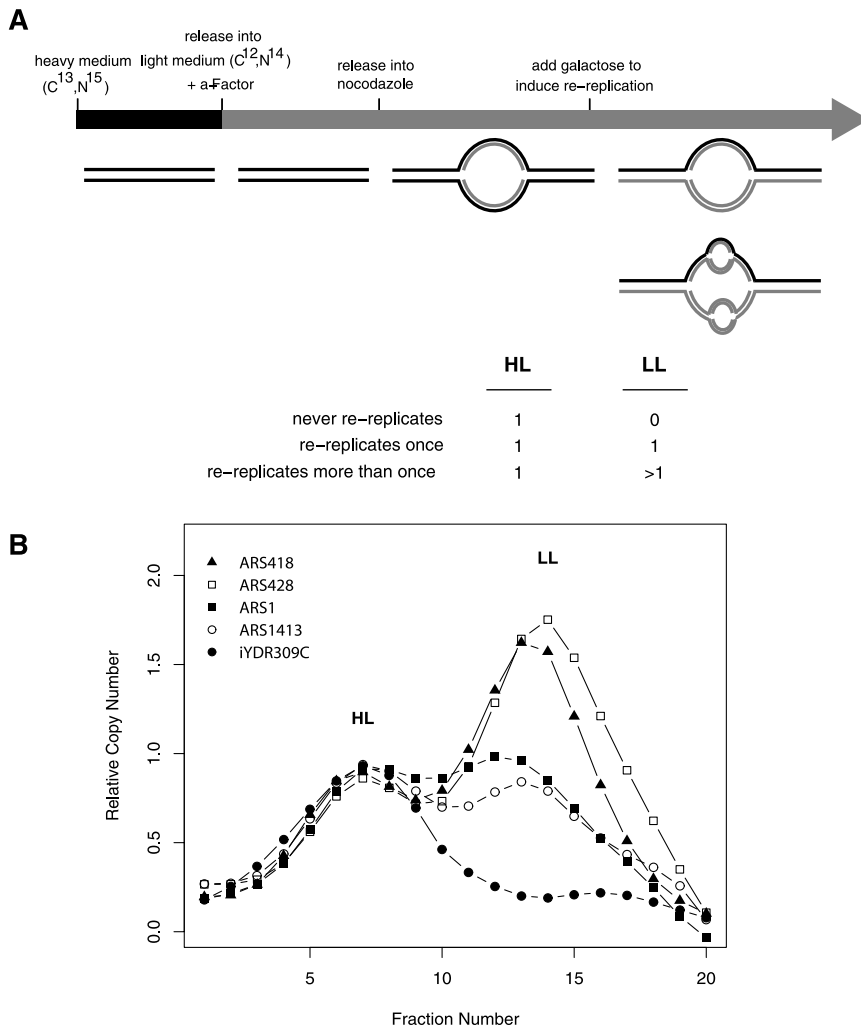 A
heavy medium
(C13,N15)
release into
light medium (C12,N14)
+ a-Factor
release into
nocodazole
add galactose to
induce re-replication
HL LL
never re-replicates 1 0
re-replicates once 1 1
re-replicates more than once 1 >1
B
ARS418
ARS428
ARS1
ARS1413
iYDR309C
HL
LL
Relative Copy Number
2.0
1.5
1.0
0.5
0.0
5 10 15 20
Fraction Number